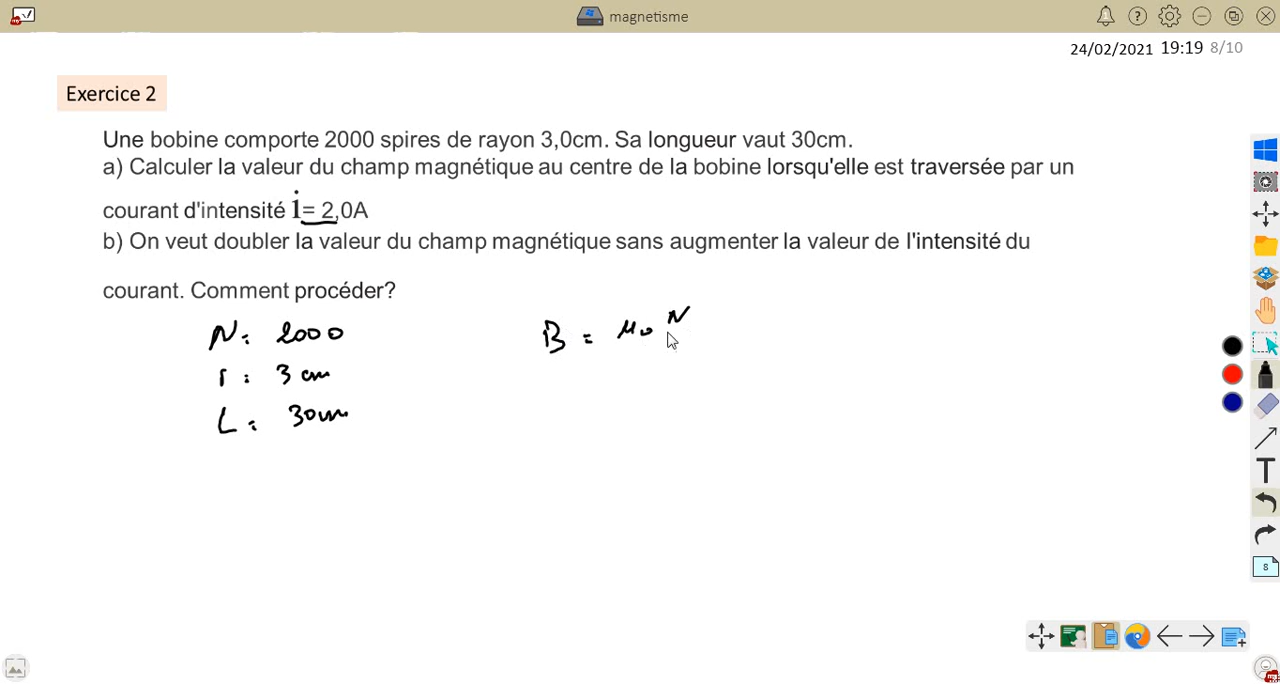 magnetisme
24/02/2021 19:19 8/10
Exercice 2
Une bobine comporte 2000 spires de rayon 3,0cm. Sa longueur vaut 30cm.
a) Calculer la valeur du champ magnétique au centre de la bobine lorsqu'elle est traversée par un
courant d'intensité i= 2,0A
b) On veut doubler la valeur du champ magnétique sans augmenter la valeur de l'intensité du
courant. Comment procéder?
N: 2000
B = μ0 N
r: 3 cm
L: 30cm
T
8